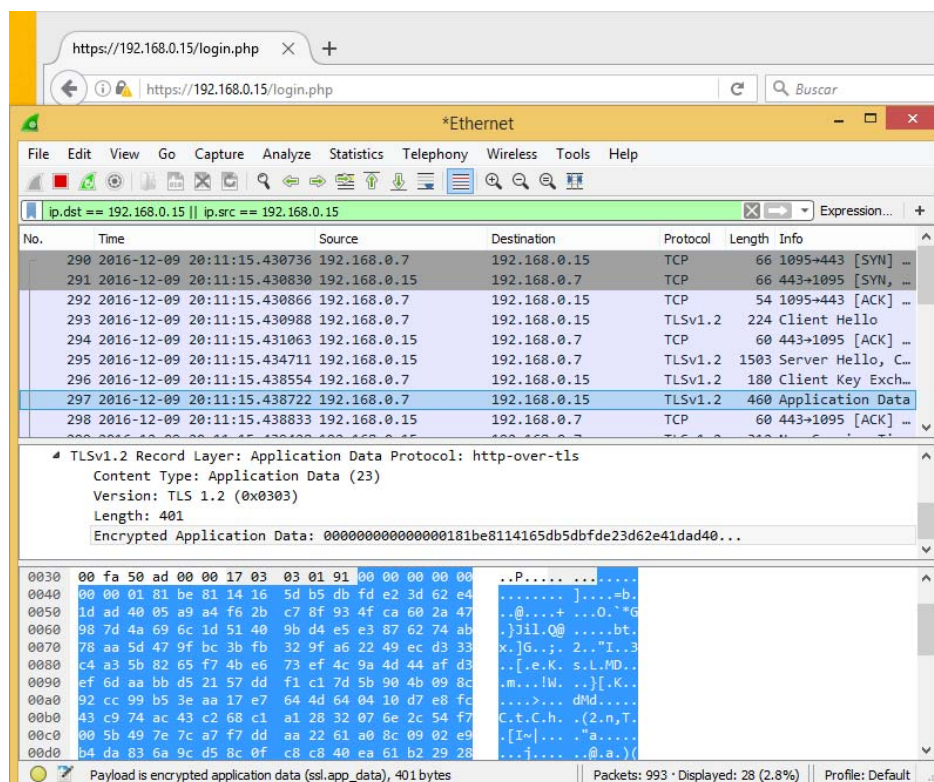 https://192.168.0.15/login.php
https://192.168.0.15/login.php Buscar
*Ethernet
File Edit View Go Capture Analyze Statistics Telephony Wireless Tools Help
ip.dst == 192.168.0.15 || ip.src == 192.168.0.15 Expression... +
No. Time Source Destination Protocol Length Info
290 2016-12-09 20:11:15.430736 192.168.0.7 192.168.0.15 TCP 66 1095→443 [SYN] …
291 2016-12-09 20:11:15.430830 192.168.0.15 192.168.0.7 TCP 66 443→1095 [SYN, …
292 2016-12-09 20:11:15.430866 192.168.0.7 192.168.0.15 TCP 54 1095→443 [ACK] …
293 2016-12-09 20:11:15.430988 192.168.0.7 192.168.0.15 TLSv1.2 224 Client Hello
294 2016-12-09 20:11:15.431063 192.168.0.15 192.168.0.7 TCP 60 443→1095 [ACK] …
295 2016-12-09 20:11:15.434711 192.168.0.15 192.168.0.7 TLSv1.2 1503 Server Hello, C…
296 2016-12-09 20:11:15.438554 192.168.0.7 192.168.0.15 TLSv1.2 180 Client Key Exch…
297 2016-12-09 20:11:15.438722 192.168.0.7 192.168.0.15 TLSv1.2 460 Application Data
298 2016-12-09 20:11:15.438833 192.168.0.15 192.168.0.7 TCP 60 443→1095 [ACK] …
TLSv1.2 Record Layer: Application Data Protocol: http-over-tls
Content Type: Application Data (23)
Version: TLS 1.2 (0x0303)
Length: 401
Encrypted Application Data: 000000000000000181be8114165db5dbfde23d62e41dad40...
0030 00 fa 50 ad 00 00 17 03 03 01 91 00 00 00 00 00 ..P..... ........
0040 00 00 01 81 be 81 14 16 5d b5 db fd e2 3d 62 e4 ........ ]....=b.
0050 1d ad 40 05 a9 a4 f6 2b c7 8f 93 4f ca 60 2a 47 ..@....+ ...O.`*G
0060 98 7d 4a 69 6c 1d 51 40 9b d4 e5 e3 87 62 74 ab .}Jil.Q@ .....bt.
0070 78 aa 5d 47 9f bc 3b fb 32 9f a6 22 49 ec d3 33 x.]G..;. 2.."I..3
0080 c4 a3 5b 82 65 f7 4b e6 73 ef 4c 9a 4d 44 af d3 ..[.e.K. s.L.MD..
0090 ef 6d aa bb d5 21 57 dd f1 c1 7d 5b 90 4b 09 8c .m...!W. ..}[.K..
00a0 92 cc 99 b5 3e aa 17 e7 64 4d 64 04 10 d7 e8 fc ....>... dMd.....
00b0 43 c9 74 ac 43 c2 68 c1 a1 28 32 07 6e 2c 54 f7 C.t.C.h. .(2.n,T.
00c0 00 5b 49 7e 7c a7 f7 dd aa 22 61 a0 8c 09 02 e9 .[I~|... ."a.....
00d0 b4 da 83 6a 9c d5 8c 0f c8 c8 40 ea 61 b2 29 28 ...j.... ..@.a.)(
Payload is encrypted application data (ssl.app_data), 401 bytes Packets: 993 · Displayed: 28 (2.8%) Profile: Default